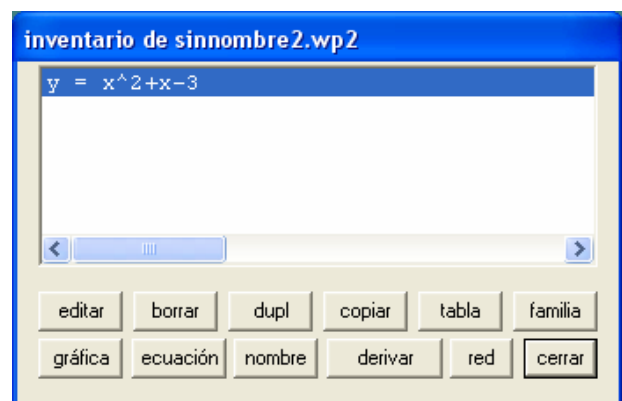 inventario de sinnombre2.wp2
y = x^2+x-3
editar borrar dupl copiar tabla familia
gráfica ecuación nombre derivar red cerrar